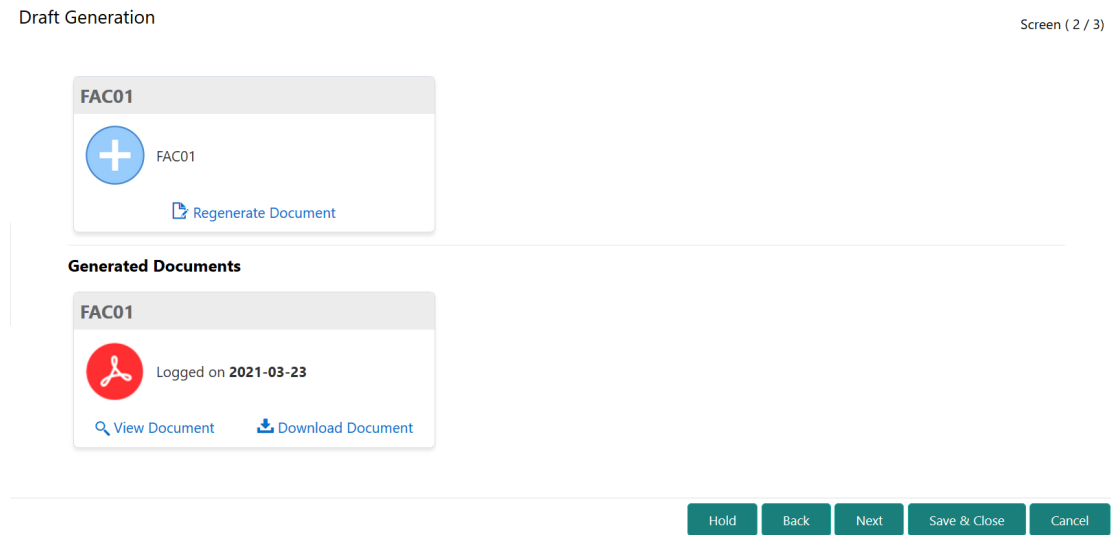 Draft Generation
Screen ( 2 / 3)
FAC01
FAC01
Regenerate Document
Generated Documents
FAC01
Logged on 2021-03-23
View Document Download Document
Hold Back Next Save & Close Cancel